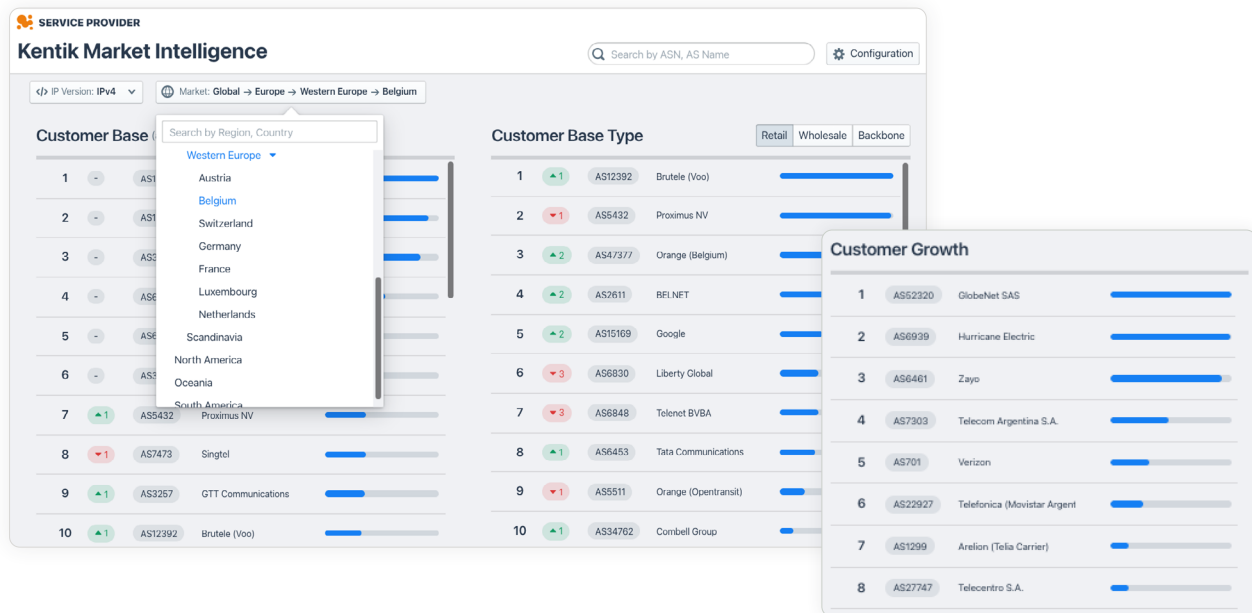 SERVICE PROVIDER
Kentik Market Intelligence
Search by ASN, AS Name
Configuration
</> IP Version: IPv4
Market: Global → Europe → Western Europe → Belgium
Customer Base
Search by Region, Country
Western Europe
Austria
Belgium
Switzerland
Germany
France
Luxembourg
Netherlands
Scandinavia
North America
Oceania
South America
1 -
2 -
3 -
4 -
5 -
6 -
7 1 AS5432 Proximus NV
8 1 AS7473 Singtel
9 1 AS3257 GTT Communications
10 1 AS12392 Brutele (Voo)
Customer Base Type
Retail Wholesale Backbone
1 1 AS12392 Brutele (Voo)
2 1 AS5432 Proximus NV
3 2 AS47377 Orange (Belgium)
4 2 AS2611 BELNET
5 2 AS15169 Google
6 3 AS6830 Liberty Global
7 3 AS6848 Telenet BVBA
8 1 AS6453 Tata Communications
9 1 AS5511 Orange (Opentransit)
10 1 AS34762 Combell Group
Customer Growth
1 AS52320 GlobeNet SAS
2 AS6939 Hurricane Electric
3 AS6461 Zayo
4 AS7303 Telecom Argentina S.A.
5 AS701 Verizon
6 AS22927 Telefonica (Movistar Argent
7 AS1299 Arelion (Telia Carrier)
8 AS27747 Telecentro S.A.